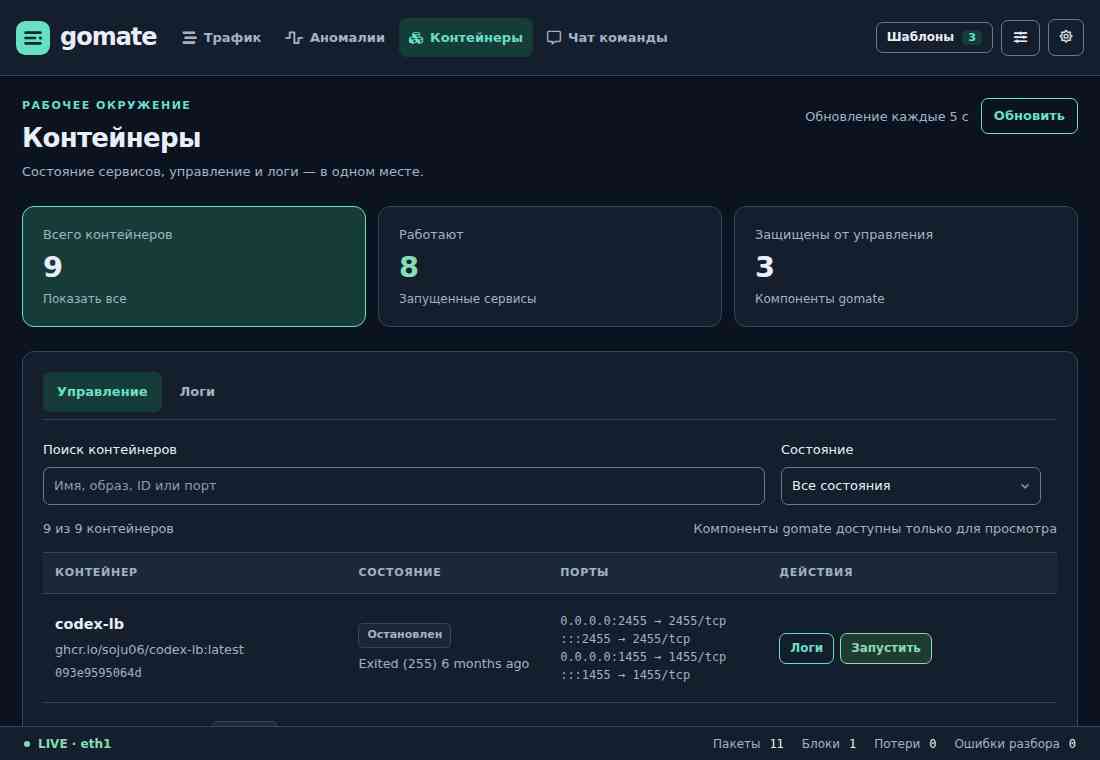 gomate
Трафик
Аномалии
Контейнеры
Чат команды
Шаблоны 3
РАБОЧЕЕ ОКРУЖЕНИЕ
Контейнеры
Состояние сервисов, управление и логи — в одном месте.
Обновление каждые 5 с
Обновить
Всего контейнеров
9
Показать все
Работают
8
Запущенные сервисы
Защищены от управления
3
Компоненты gomate
Управление
Логи
Поиск контейнеров
Имя, образ, ID или порт
Состояние
Все состояния
9 из 9 контейнеров
Компоненты gomate доступны только для просмотра
КОНТЕЙНЕР СОСТОЯНИЕ ПОРТЫ ДЕЙСТВИЯ
codex-lb
ghcr.io/soju06/codex-lb:latest
093e9595064d
Остановлен
Exited (255) 6 months ago
0.0.0.0:2455 → 2455/tcp
:::2455 → 2455/tcp
0.0.0.0:1455 → 1455/tcp
:::1455 → 1455/tcp
Логи
Запустить
LIVE · eth1
Пакеты 11 Блоки 1 Потери 0 Ошибки разбора 0